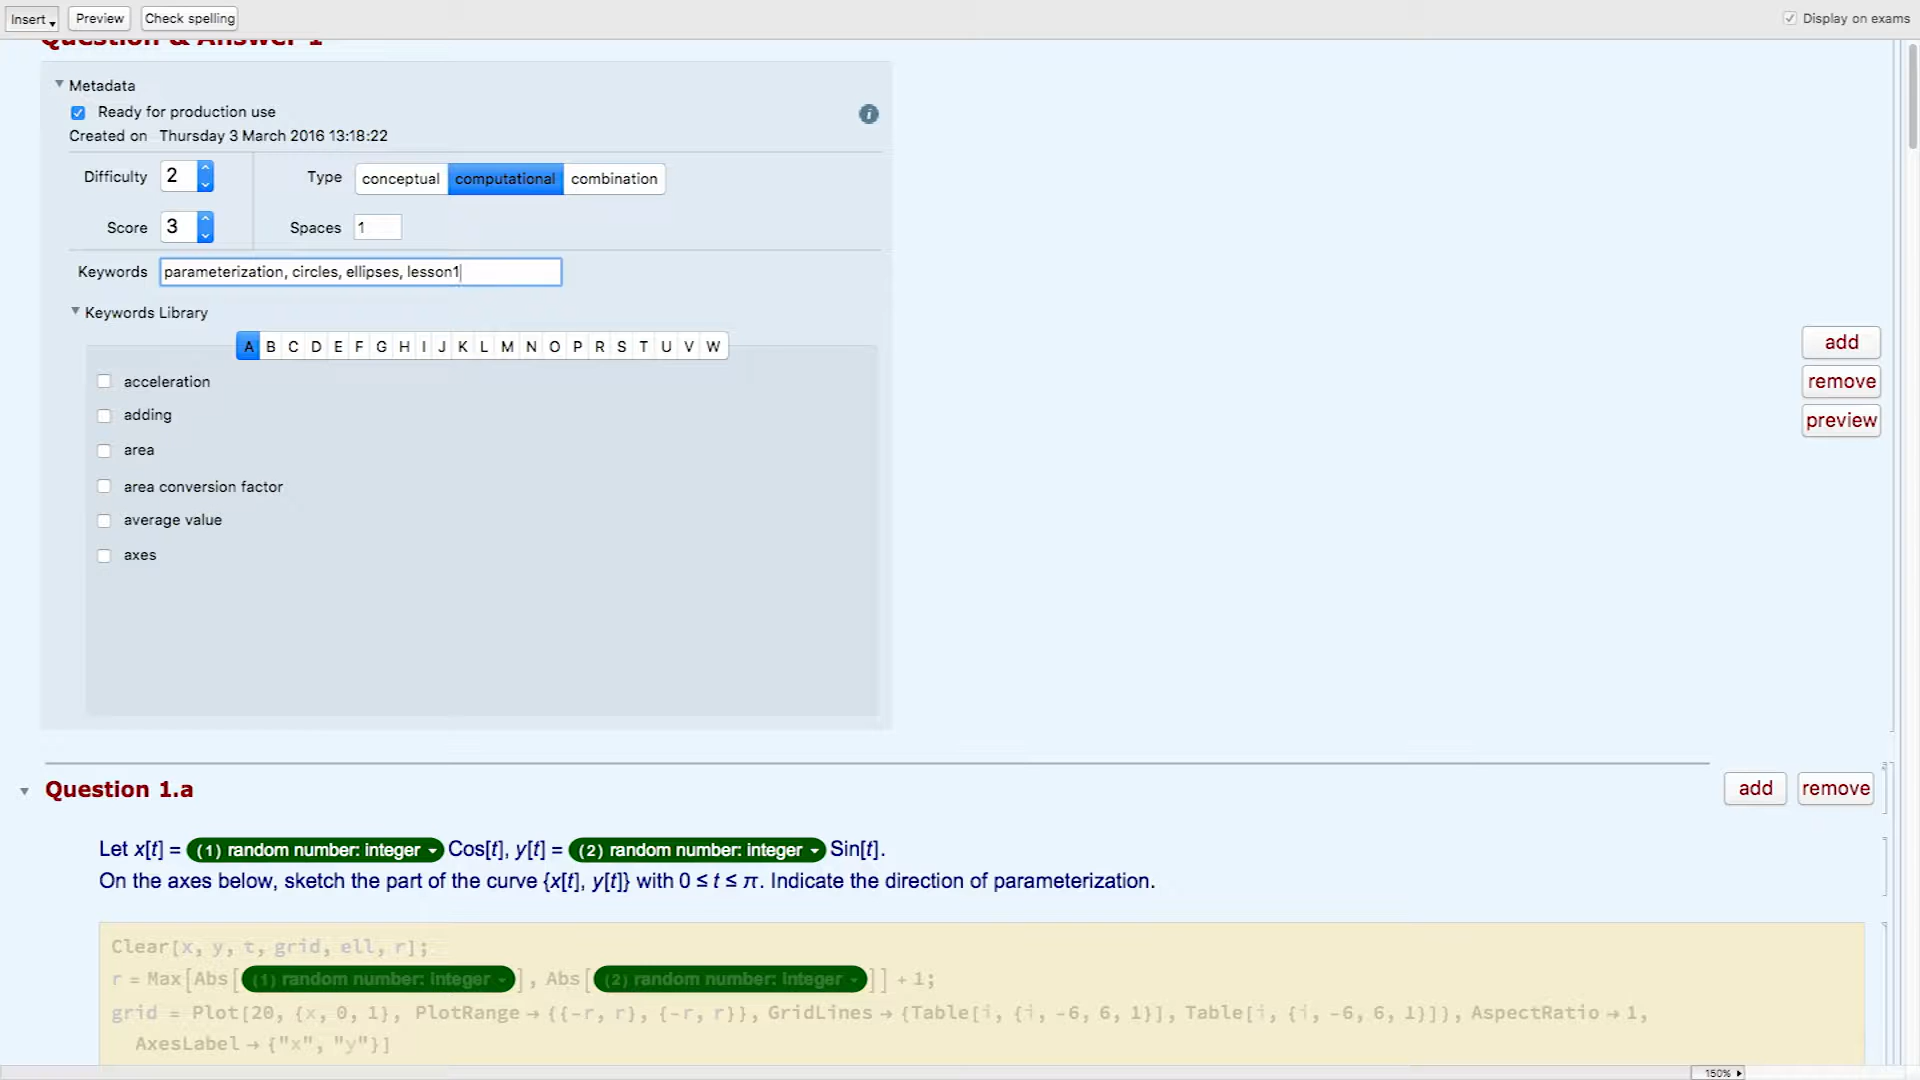 Insert Preview Check spelling Display on exams
Question & Answer 1
Metadata
Ready for production use
Created on Thursday 3 March 2016 13:18:22
Difficulty 2 Type conceptual computational combination
Score 3 Spaces 1
Keywords parameterization, circles, ellipses, lesson1
Keywords Library
A B C D E F G H I J K L M N O P R S T U V W
add
acceleration
remove
adding
preview
area
area conversion factor
average value
axes
Question 1.a add remove
Let x[t] = (1) random number: integer Cos[t], y[t] = (2) random number: integer Sin[t].
On the axes below, sketch the part of the curve {x[t], y[t]} with 0 ≤ t ≤ π. Indicate the direction of parameterization.
Clear[x, y, t, grid, ell, r];
r = Max[Abs[(1) random number: integer], Abs[(2) random number: integer]] + 1;
grid = Plot[20, {x, 0, 1}, PlotRange → {{-r, r}, {-r, r}}, GridLines → {Table[i, {i, -6, 6, 1}], Table[i, {i, -6, 6, 1}]}, AspectRatio → 1,
AxesLabel → {"x", "y"}]
150%